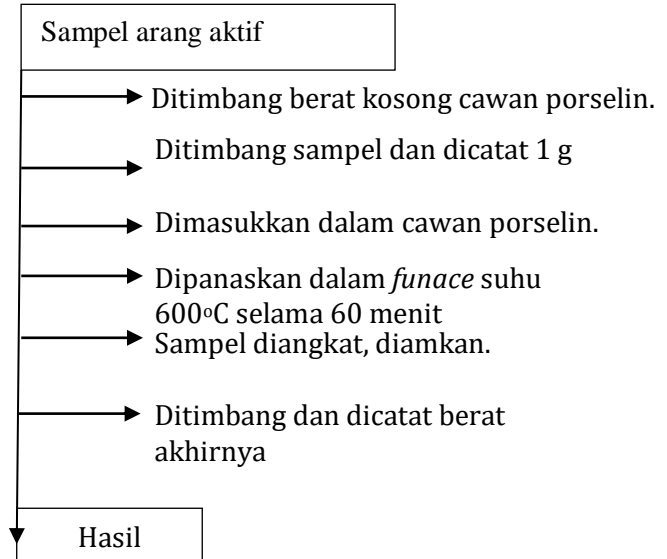 Sampel arang aktif
Ditimbang berat kosong cawan porselin.
Ditimbang sampel dan dicatat 1 g
Dimasukkan dalam cawan porselin.
Dipanaskan dalam funace suhu
600°C selama 60 menit
Sampel diangkat, diamkan.
Ditimbang dan dicatat berat
akhirnya
Hasil